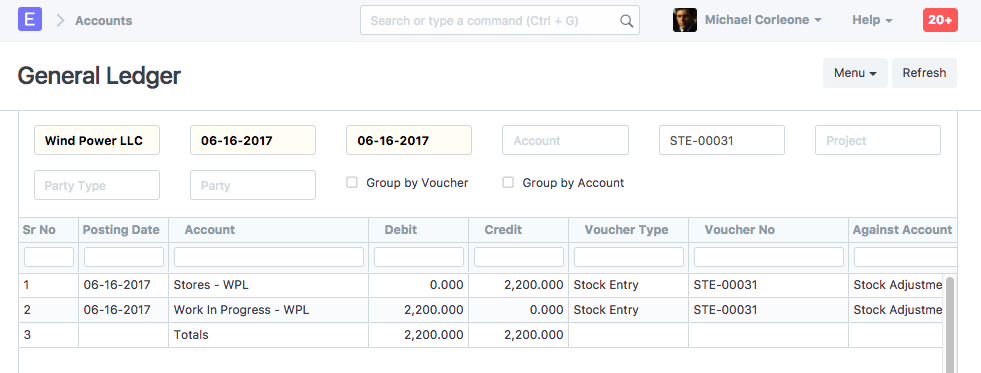 E Accounts Search or type a command (Ctrl + G) Michael Corleone Help 20+
General Ledger Menu Refresh
Wind Power LLC 06-16-2017 06-16-2017 Account STE-00031 Project
Party Type Party Group by Voucher Group by Account
Sr No Posting Date Account Debit Credit Voucher Type Voucher No Against Account
1 06-16-2017 Stores - WPL 0.000 2,200.000 Stock Entry STE-00031 Stock Adjustme
2 06-16-2017 Work In Progress - WPL 2,200.000 0.000 Stock Entry STE-00031 Stock Adjustme
3 Totals 2,200.000 2,200.000